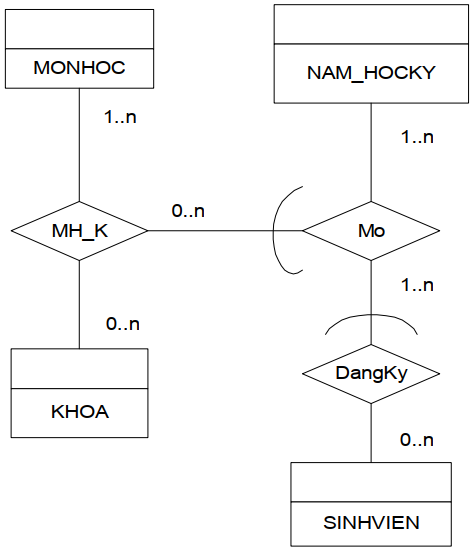 MONHOC
NAM_HOCKY
1..n
1..n
0..n
MH_K
Mo
1..n
0..n
DangKy
KHOA
0..n
SINHVIEN